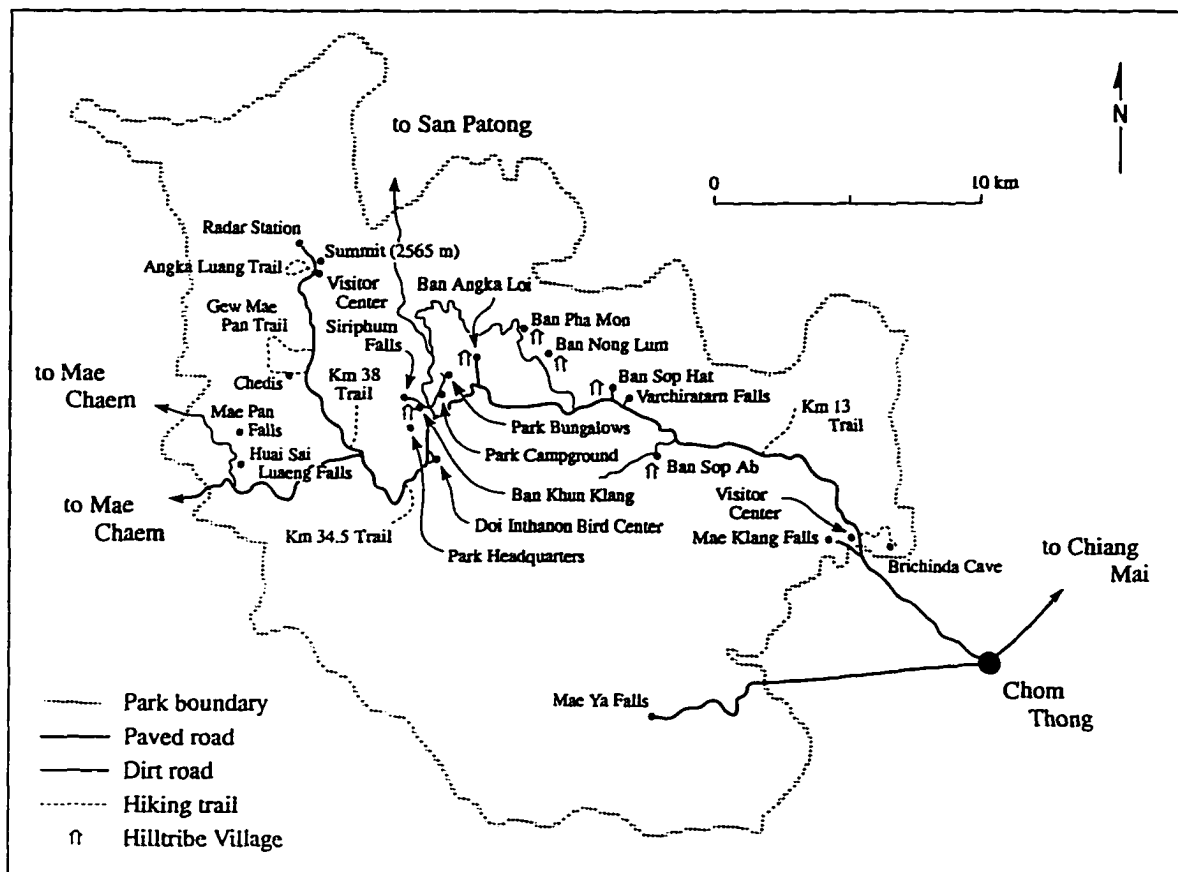 to San Patong
N
0
10 km
Radar Station
Summit (2565 m)
Angka Luang Trail
Visitor
Center
Ban Angka Loi
Gew Mae
Pan Trail
Siriphum
Falls
Ban Pha Mon
Ban Nong Lum
to Mae
Chaem
Chedis
Km 38
Trail
Ban Sop Hat
Varchiratarn Falls
Mae Pan
Falls
Park Bungalows
Km 13
Trail
Huai Sai
Luaeng Falls
Park Campground
Ban Sop Ab
to Mae
Chaem
Ban Khun Klang
Visitor
Center
Km 34.5 Trail
Doi Inthanon Bird Center
Mae Klang Falls
Park Headquarters
Brichinda Cave
to Chiang
Mai
Mae Ya Falls
Chom
Thong
Park boundary
Paved road
Dirt road
Hiking trail
Hilltribe Village